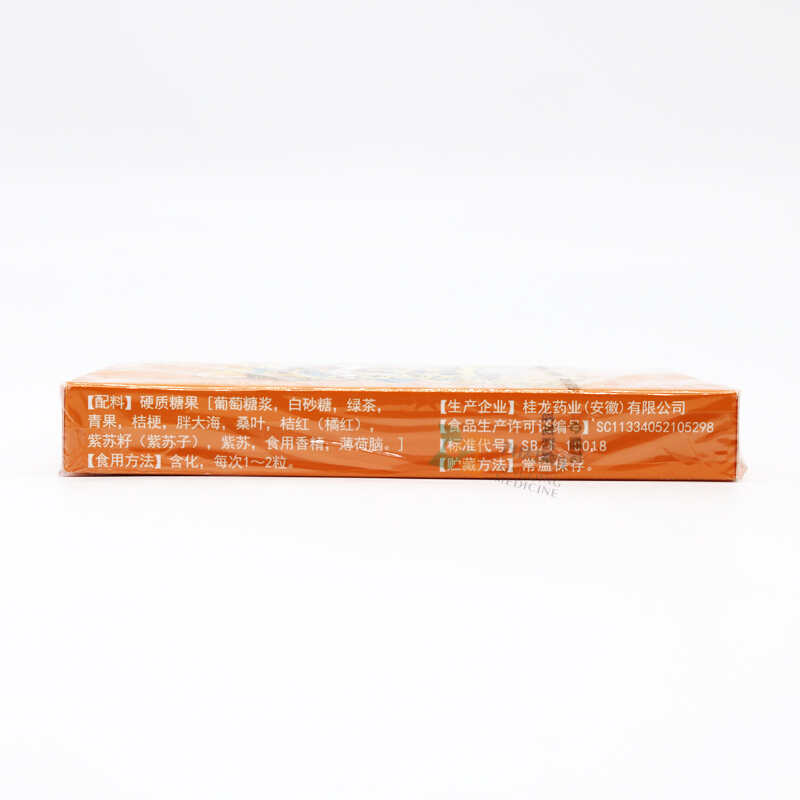 【配料】硬质糖果[葡萄糖浆，白砂糖，绿茶，
青果，桔梗，胖大海，桑叶，桔红（橘红），
紫苏籽（紫苏子），紫苏，食用香精，薄荷脑。]
【食用方法】含化，每次1～2粒。
【生产企业】桂龙药业(安徽)有限公司
【食品生产许可证编号】SC11334052105298
【标准代号】SB/T 10018
【贮藏方法】常温保存。
MEDICINE